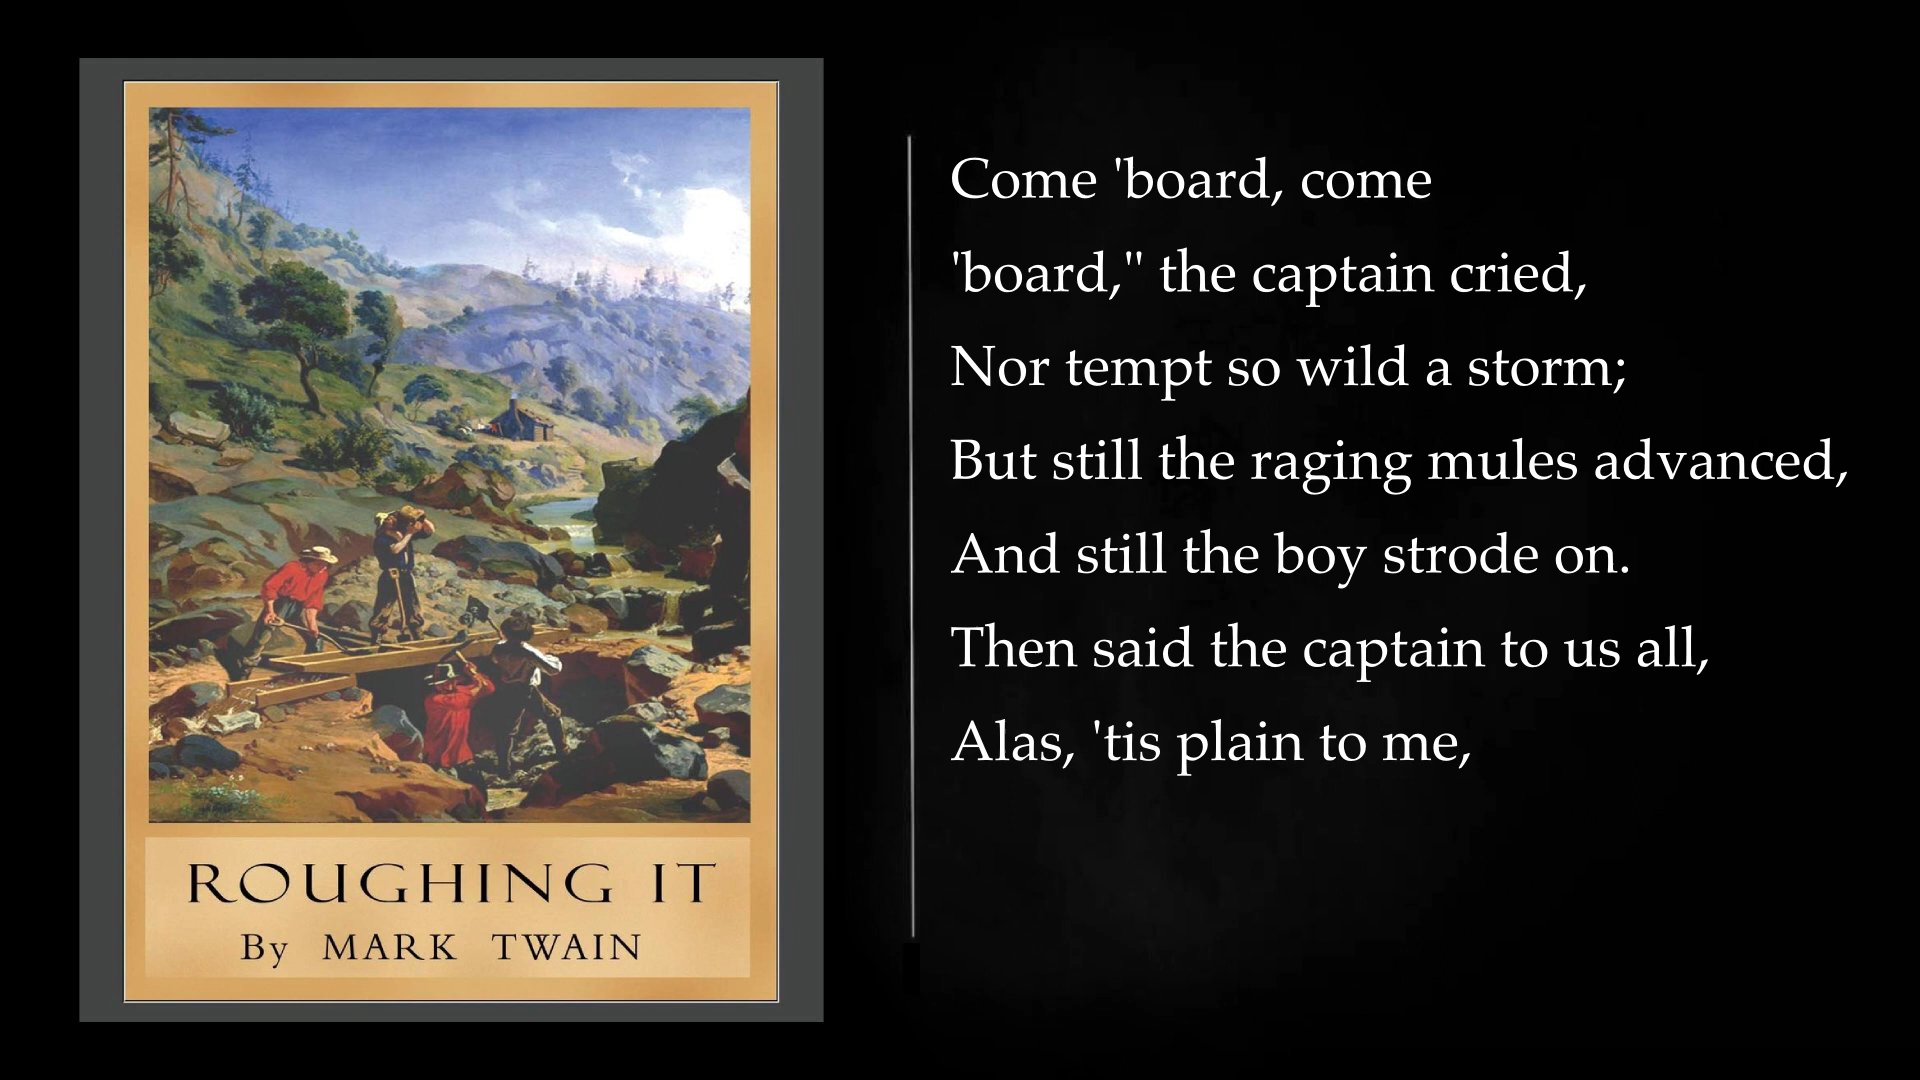 ROUGHING IT
By MARK TWAIN
Come 'board, come
'board," the captain cried,
Nor tempt so wild a storm;
But still the raging mules advanced,
And still the boy strode on.
Then said the captain to us all,
Alas, 'tis plain to me,